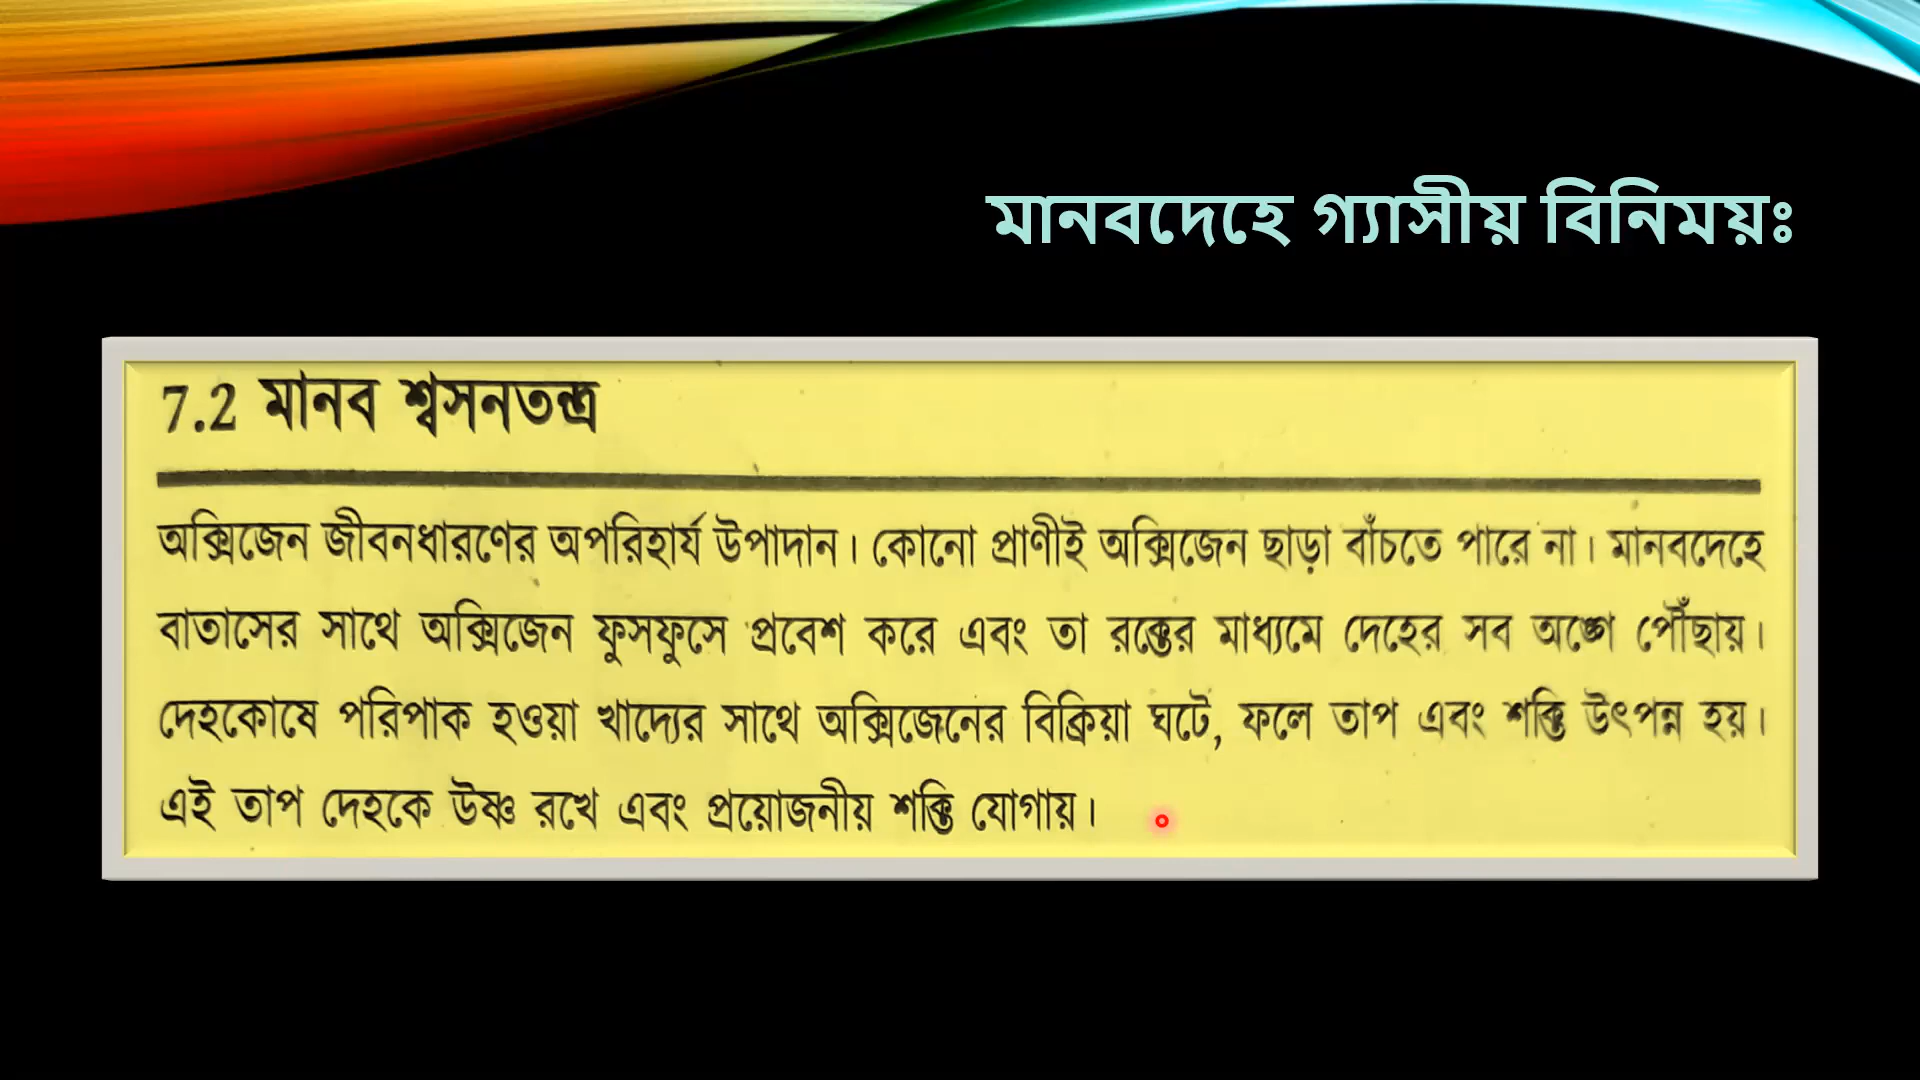 মানবদেহে গ্যাসীয় বিনিময়ঃ
7.2 মানব শ্বসনতন্ত্র
অক্সিজেন জীবনধারণের অপরিহার্য উপাদান। কোনো প্রাণীই অক্সিজেন ছাড়া বাঁচতে পারে না। মানবদেহে
বাতাসের সাথে অক্সিজেন ফুসফুসে প্রবেশ করে এবং তা রক্তের মাধ্যমে দেহের সব অঙ্গে পৌঁছায়।
দেহকোষে পরিপাক হওয়া খাদ্যের সাথে অক্সিজেনের বিক্রিয়া ঘটে, ফলে তাপ এবং শক্তি উৎপন্ন হয়।
এই তাপ দেহকে উষ্ণ রখে এবং প্রয়োজনীয় শক্তি যোগায়।